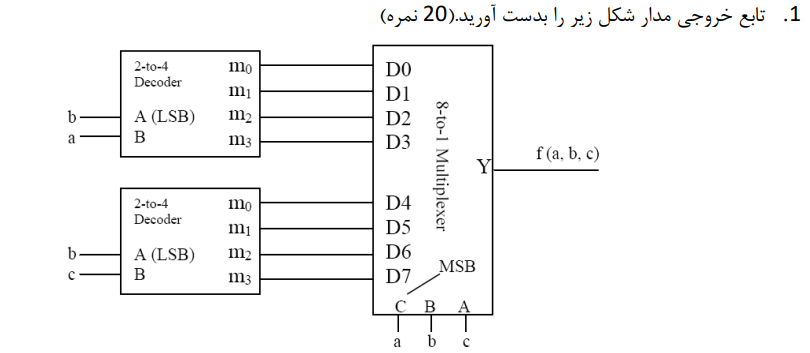 1. تابع خروجی مدار شکل زیر را بدست آورید.(20 نمره)
2-to-4
Decoder
m0
m1
b
A (LSB)
m2
a
B
m3
D0
D1
D2
D3
8-to-1 Multiplexer
Y
f (a, b, c)
2-to-4
Decoder
m0
m1
b
A (LSB)
m2
c
B
m3
D4
D5
D6
D7
MSB
C B A
a b c